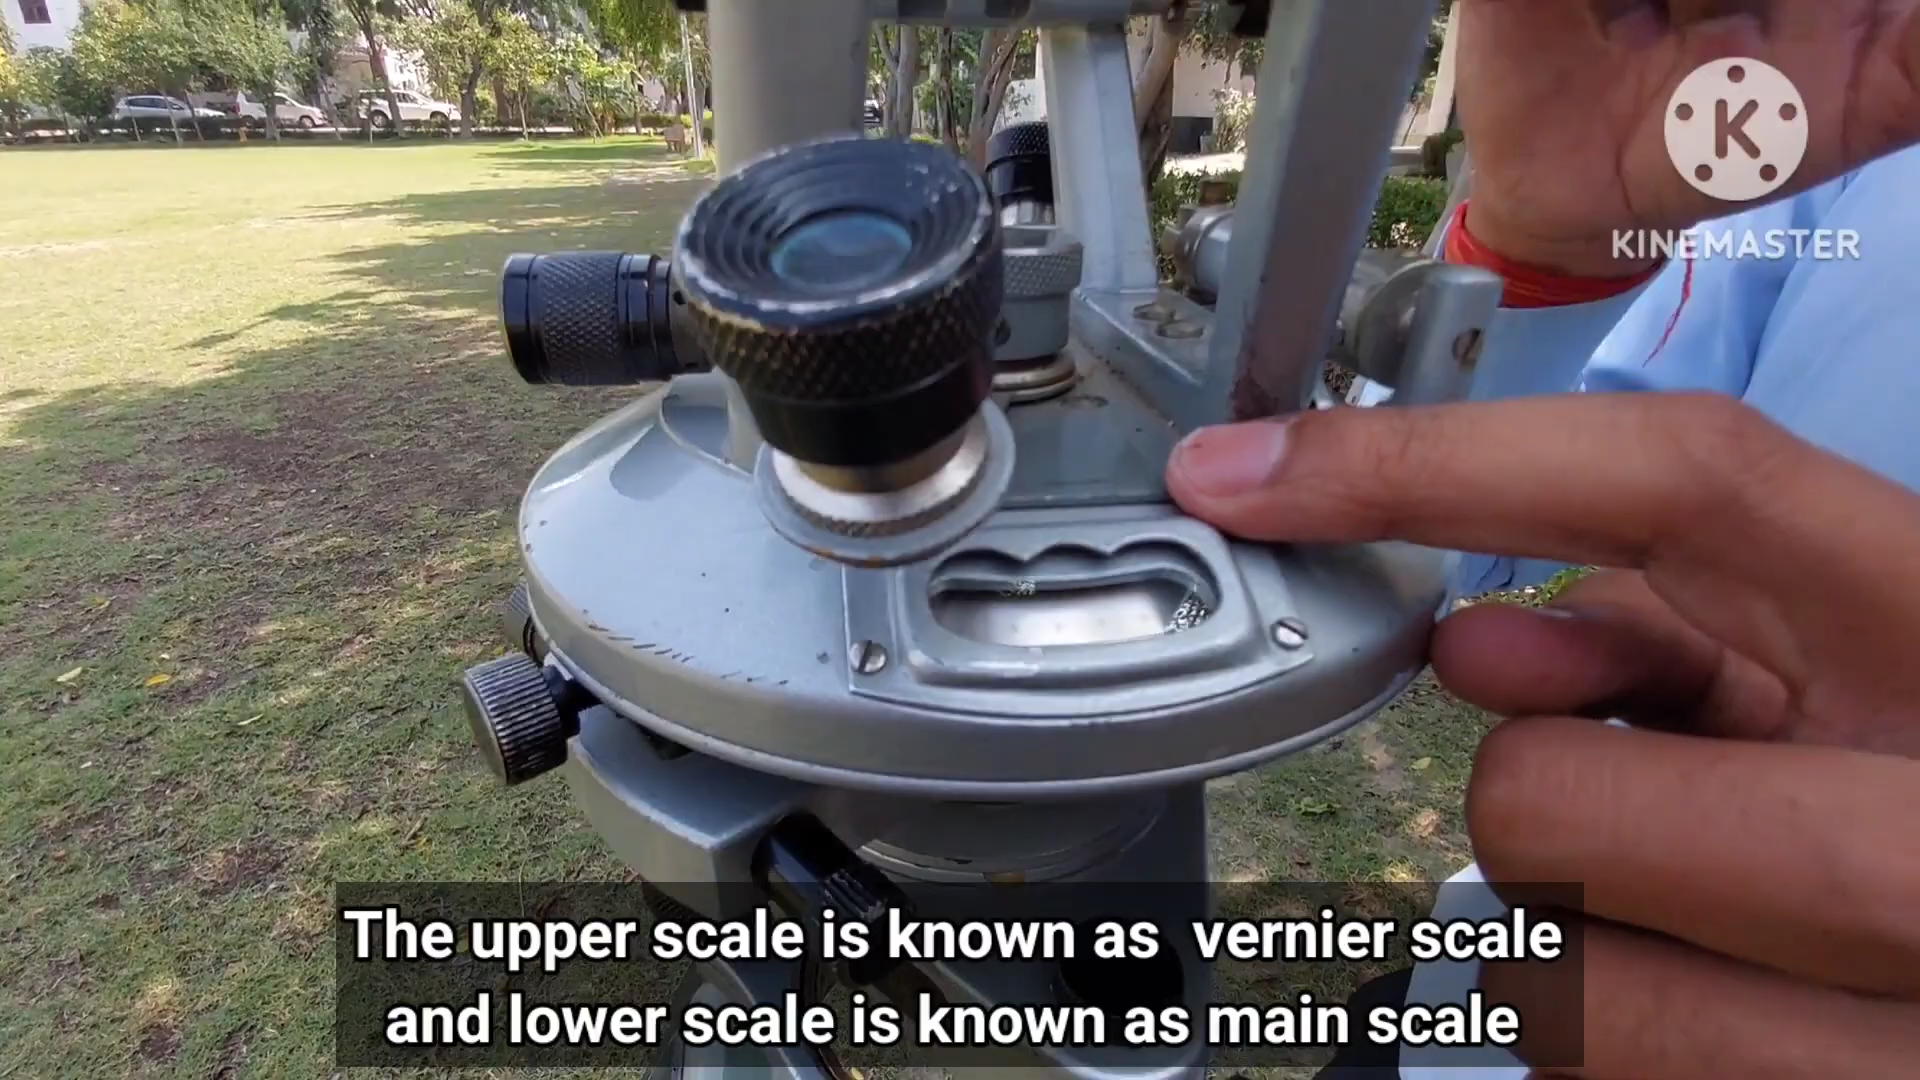 K
KINEMASTER
The upper scale is known as vernier scale
and lower scale is known as main scale